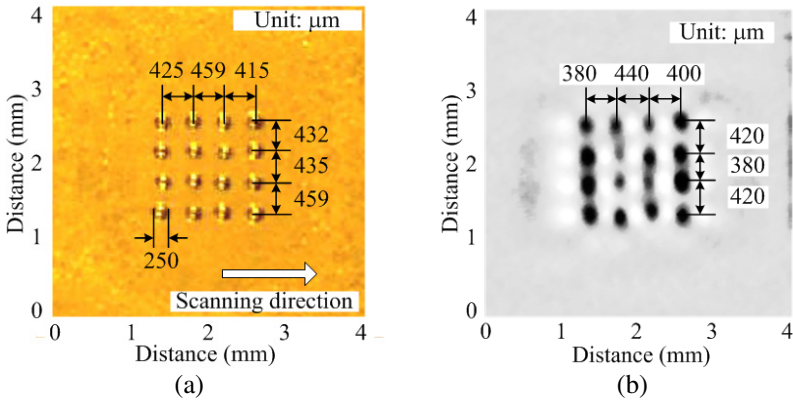 Unit: μm
425 459 415
432
435
459
250
Scanning direction
Distance (mm)
4
3
2
1
0
0 1 2 3 4
Distance (mm)
(a)
Unit: μm
380 440 400
420
380
420
Distance (mm)
4
3
2
1
0
0 1 2 3 4
Distance (mm)
(b)